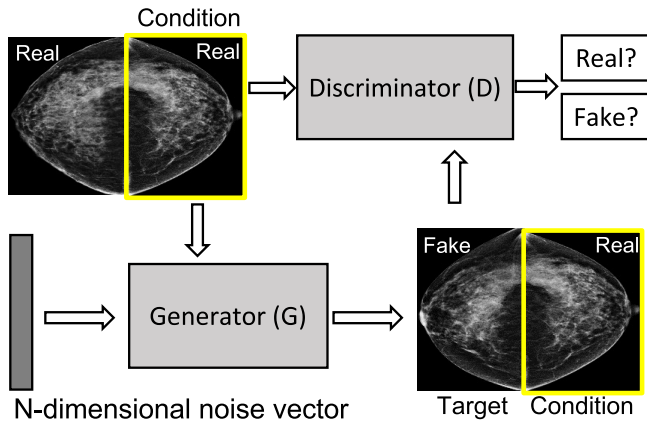 Condition
Real
Real
Discriminator (D)
Real?
Fake?
Generator (G)
Fake
Real
N-dimensional noise vector
Target
Condition